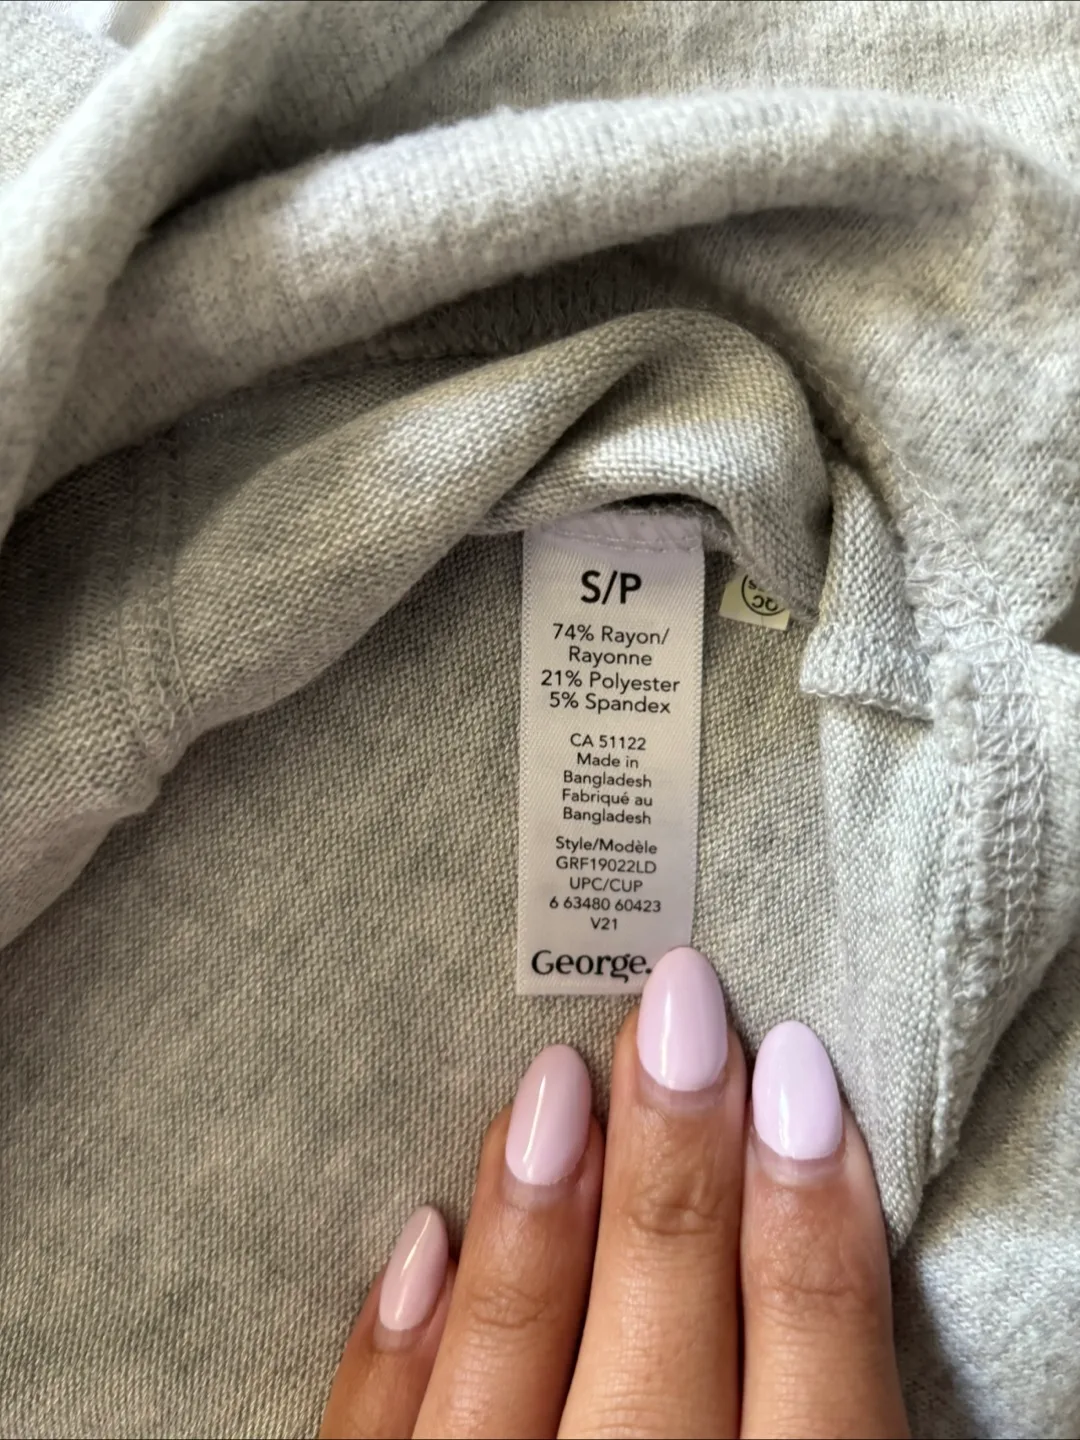 S/P
74% Rayon/
Rayonne
21% Polyester
5% Spandex
CA 51122
Made in
Bangladesh
Fabriqué au
Bangladesh
Style/Modèle
GRF19022LD
UPC/CUP
6 63480 60423
V21
George.
QC